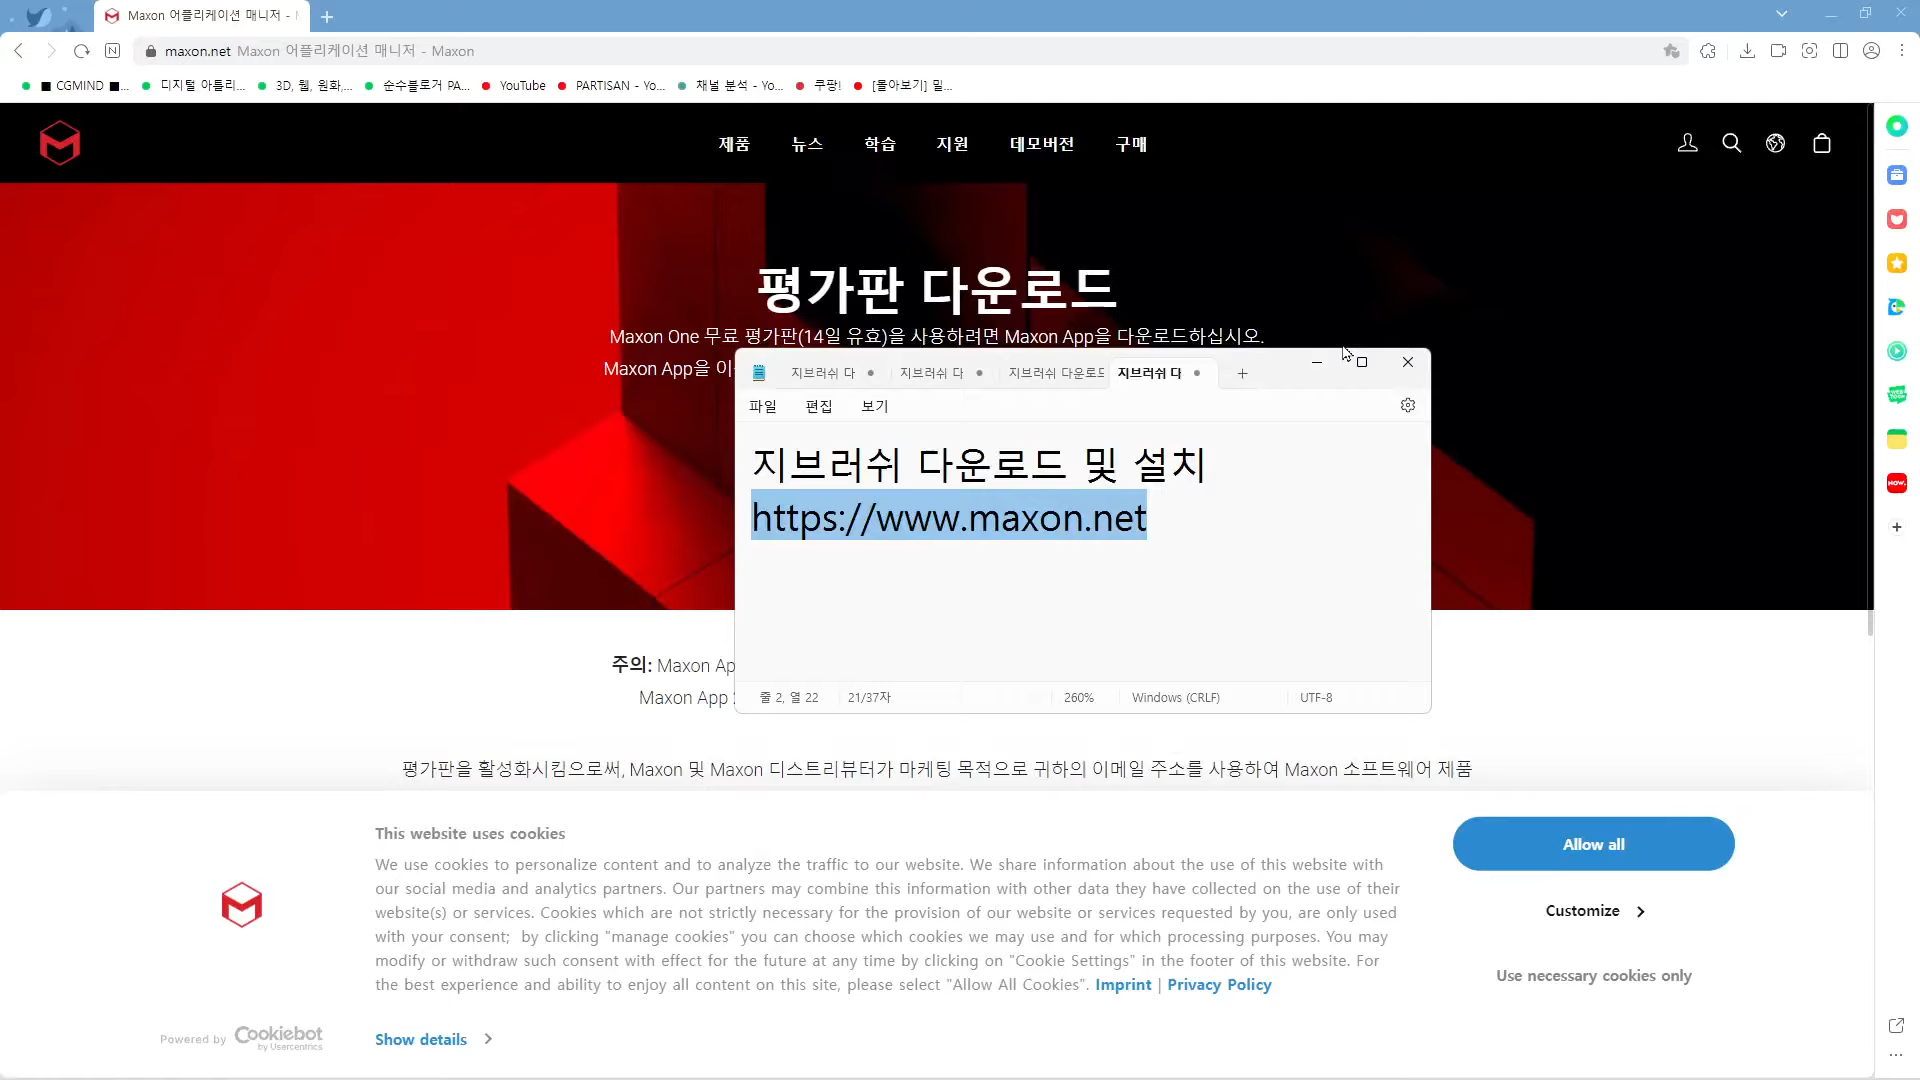 Maxon 어플리케이션 매니저 -
maxon.net Maxon 어플리케이션 매니저 - Maxon
■ CGMIND ■... 디지털 아틀리... 3D, 웹, 원화,... 순수블로거 PA... YouTube PARTISAN - Yo... 채널 분석 - Yo... 쿠팡! [몰아보기] 밀...
제품 뉴스 학습 지원 데모버전 구매
평가판 다운로드
Maxon One 무료 평가판(14일 유효)을 사용하려면 Maxon App을 다운로드하십시오.
Maxon App을 이
지브러쉬 다 지브러쉬 다 지브러쉬 다운로드 지브러쉬 다
파일 편집 보기
지브러쉬 다운로드 및 설치
https://www.maxon.net
줄 2, 열 22 21/37자 260% Windows (CRLF) UTF-8
주의: Maxon Ap
Maxon App
평가판을 활성화시킴으로써, Maxon 및 Maxon 디스트리뷰터가 마케팅 목적으로 귀하의 이메일 주소를 사용하여 Maxon 소프트웨어 제품
This website uses cookies
We use cookies to personalize content and to analyze the traffic to our website. We share information about the use of this website with
our social media and analytics partners. Our partners may combine this information with other data they have collected on the use of their
website(s) or services. Cookies which are not strictly necessary for the provision of our website or services requested by you, are only used
with your consent; by clicking "manage cookies" you can choose which cookies we may use and for which processing purposes. You may
modify or withdraw such consent with effect for the future at any time by clicking on "Cookie Settings" in the footer of this website. For
the best experience and ability to enjoy all content on this site, please select "Allow All Cookies". Imprint | Privacy Policy
Allow all
Customize
Use necessary cookies only
Powered by Cookiebot
by Usercentrics
Show details
NOW.